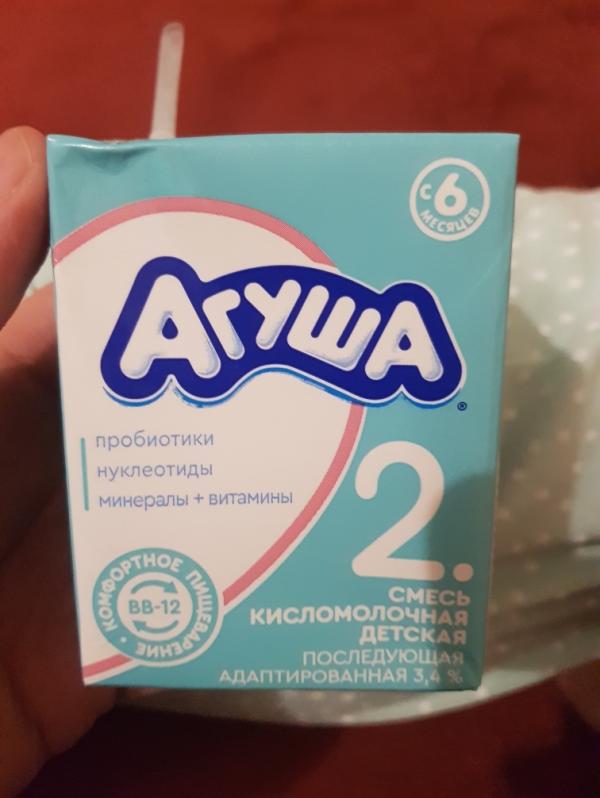 с 6
МЕСЯЦЕВ
АГУША
®
пробиотики
нуклеотиды
минералы + витамины
2.
КОМФОРТНОЕ ПИЩЕВАРЕНИЕ •
BB-12
СМЕСЬ
КИСЛОМОЛОЧНАЯ
ДЕТСКАЯ
ПОСЛЕДУЮЩАЯ
АДАПТИРОВАННАЯ 3,4 %